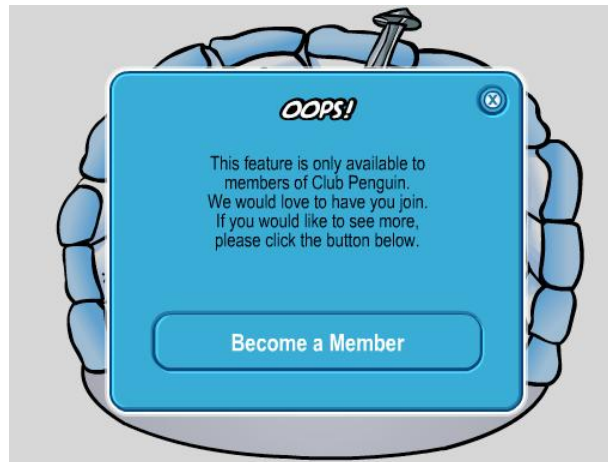 OOPS!
This feature is only available to
members of Club Penguin.
We would love to have you join.
If you would like to see more,
please click the button below.
Become a Member